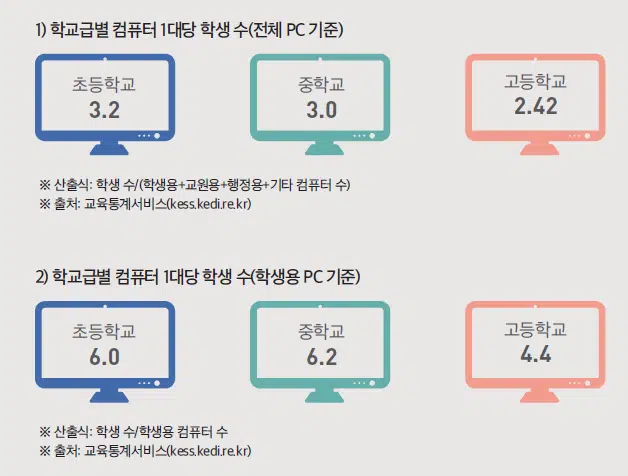 1) 학교급별 컴퓨터 1대당 학생 수(전체 PC 기준)
초등학교
3.2
중학교
3.0
고등학교
2.42
※ 산출식: 학생 수/(학생용+교원용+행정용+기타 컴퓨터 수)
※ 출처: 교육통계서비스(kess.kedi.re.kr)
2) 학교급별 컴퓨터 1대당 학생 수(학생용 PC 기준)
초등학교
6.0
중학교
6.2
고등학교
4.4
※ 산출식: 학생 수/학생용 컴퓨터 수
※ 출처: 교육통계서비스(kess.kedi.re.kr)